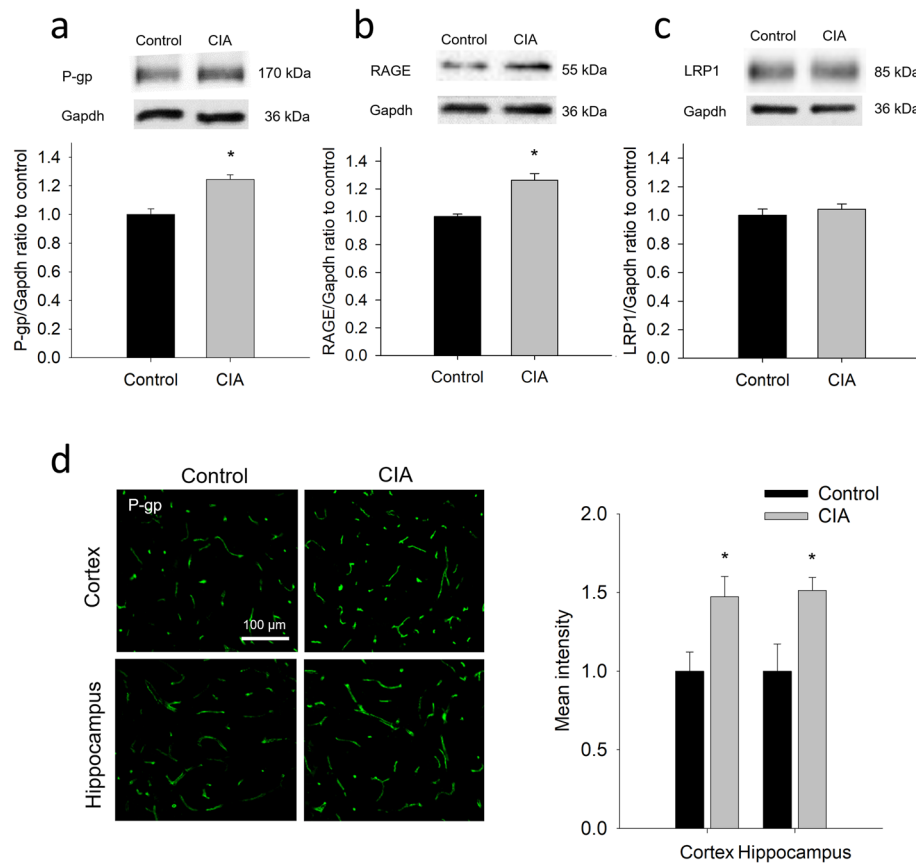 a
Control CIA
P-gp 170 kDa
Gapdh 36 kDa
P-gp/Gapdh ratio to control
1.4
1.2
1.0
0.8
0.6
0.4
0.2
0.0
*
Control CIA
b
Control CIA
RAGE 55 kDa
Gapdh 36 kDa
RAGE/Gapdh ratio to control
1.4
1.2
1.0
0.8
0.6
0.4
0.2
0.0
*
Control CIA
c
Control CIA
LRP1 85 kDa
Gapdh 36 kDa
LRP1/Gapdh ratio to control
1.4
1.2
1.0
0.8
0.6
0.4
0.2
0.0
Control CIA
d
Control CIA
P-gp
Cortex
100 µm
Hippocampus
Control
CIA
Mean intensity
2.0
1.5
1.0
0.5
0.0
* *
Cortex Hippocampus